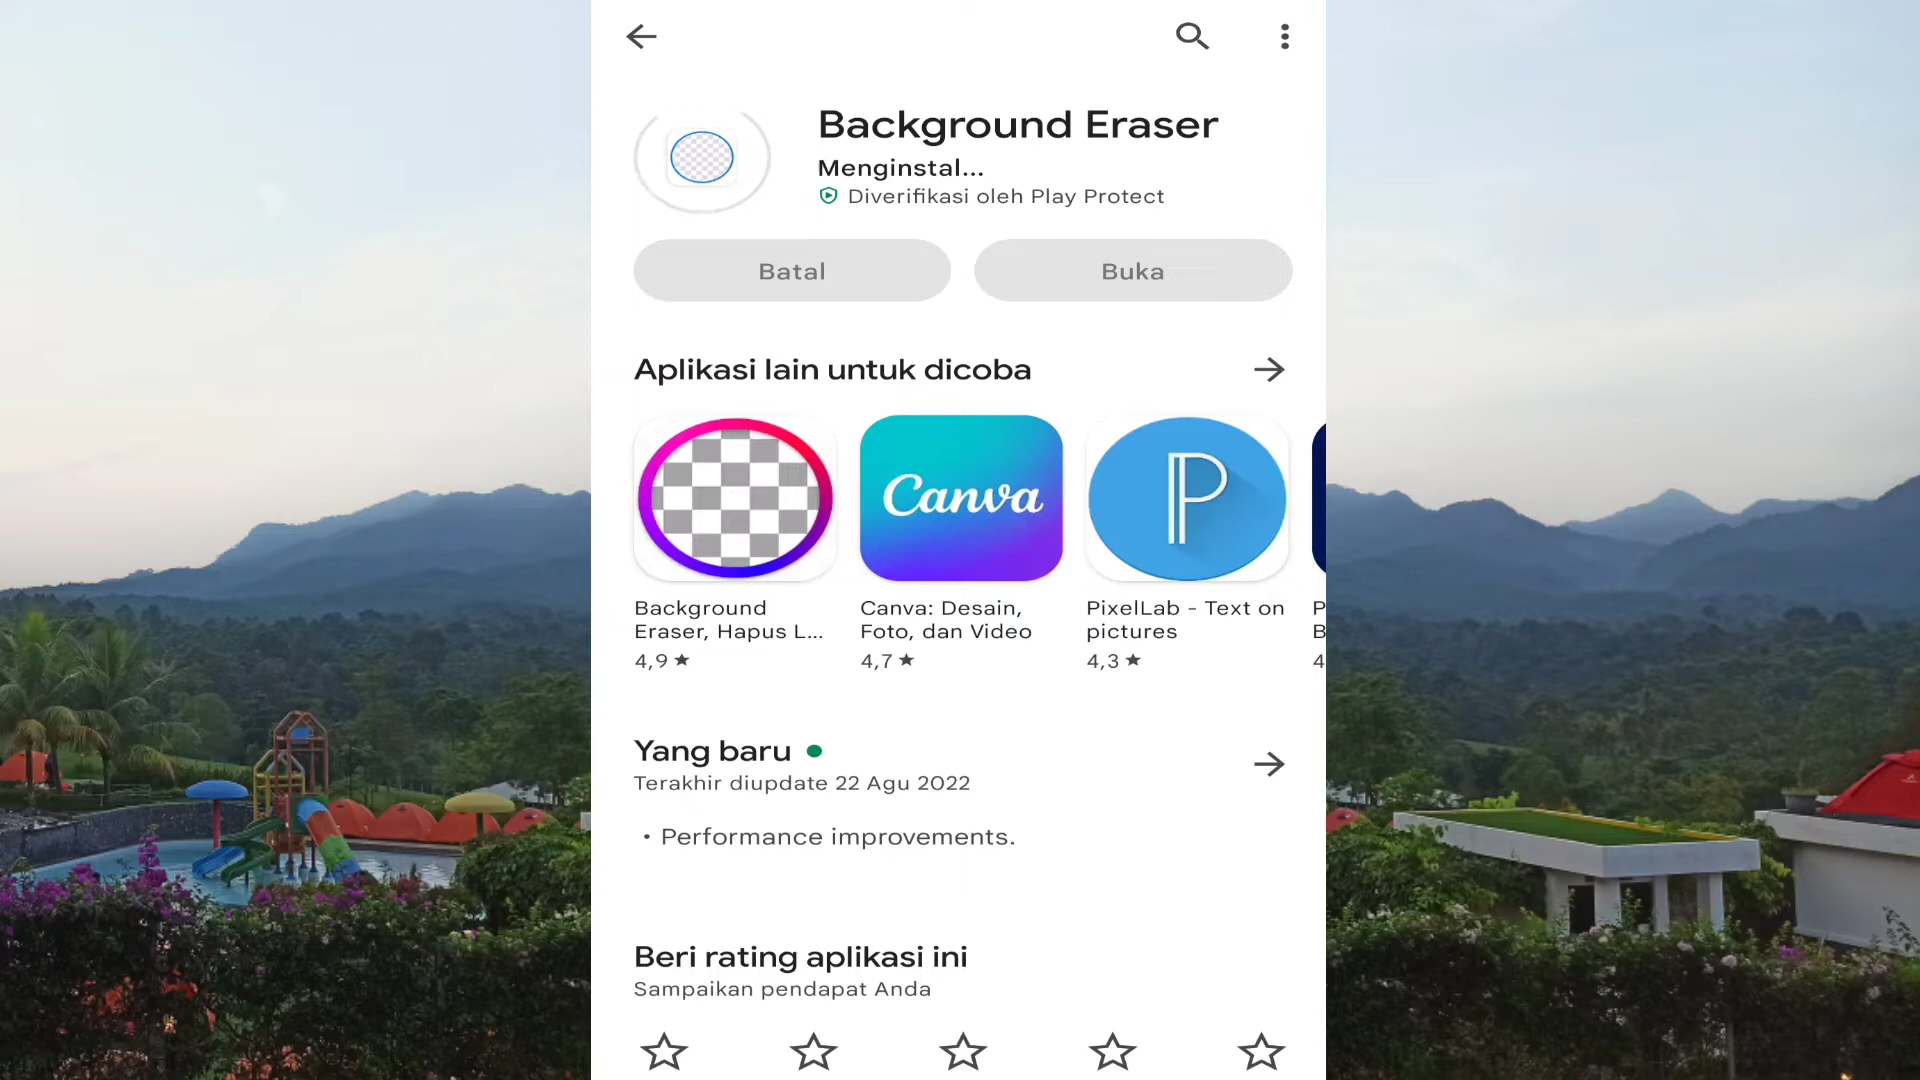 Background Eraser
Menginstal...
Diverifikasi oleh Play Protect
Batal
Buka
Aplikasi lain untuk dicoba
Canva
P
Background
Eraser, Hapus L...
4,9 ★
Canva: Desain,
Foto, dan Video
4,7 ★
PixelLab - Text on
pictures
4,3 ★
P
B
4
Yang baru
Terakhir diupdate 22 Agu 2022
• Performance improvements.
Beri rating aplikasi ini
Sampaikan pendapat Anda